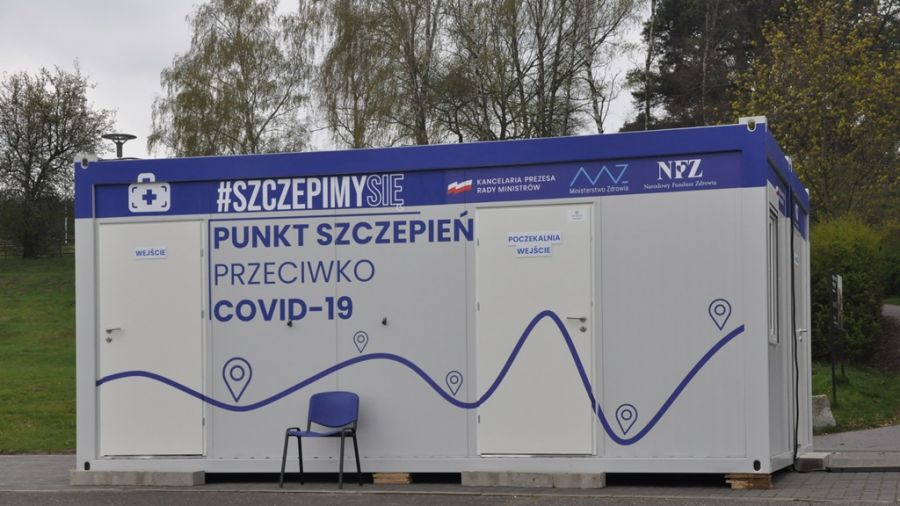 #SZCZEPIMYSIĘ
KANCELARIA PREZESA
RADY MINISTRÓW
MZ
Ministerstwo Zdrowia
NFZ
Narodowy Fundusz Zdrowia
PUNKT SZCZEPIEŃ
PRZECIWKO
COVID-19
WEJŚCIE
POCZEKALNIA
WEJŚCIE